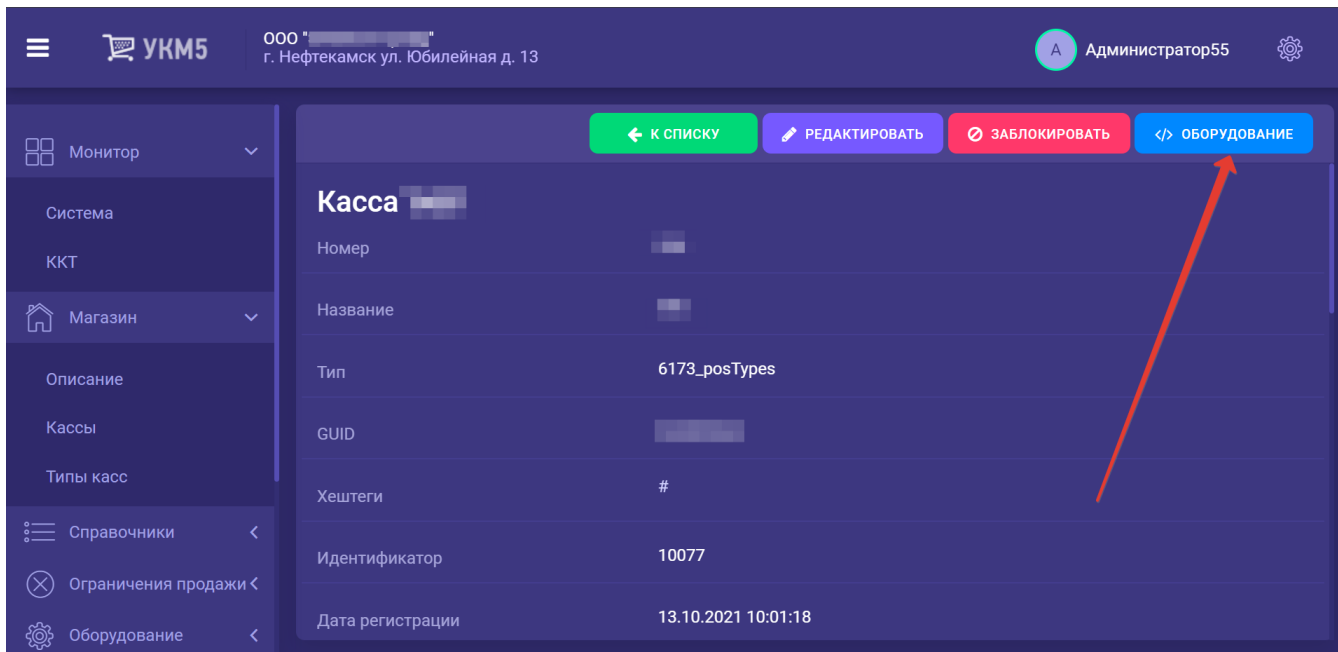 УКМ5
ООО " "
г. Нефтекамск ул. Юбилейная д. 13
А Администратор55
Монитор
Система
ККТ
Магазин
Описание
Кассы
Типы касс
Справочники
Ограничения продажи
Оборудование
К СПИСКУ РЕДАКТИРОВАТЬ ЗАБЛОКИРОВАТЬ </> ОБОРУДОВАНИЕ
Касса
Номер
Название
Тип 6173_posTypes
GUID
Хештеги #
Идентификатор 10077
Дата регистрации 13.10.2021 10:01:18